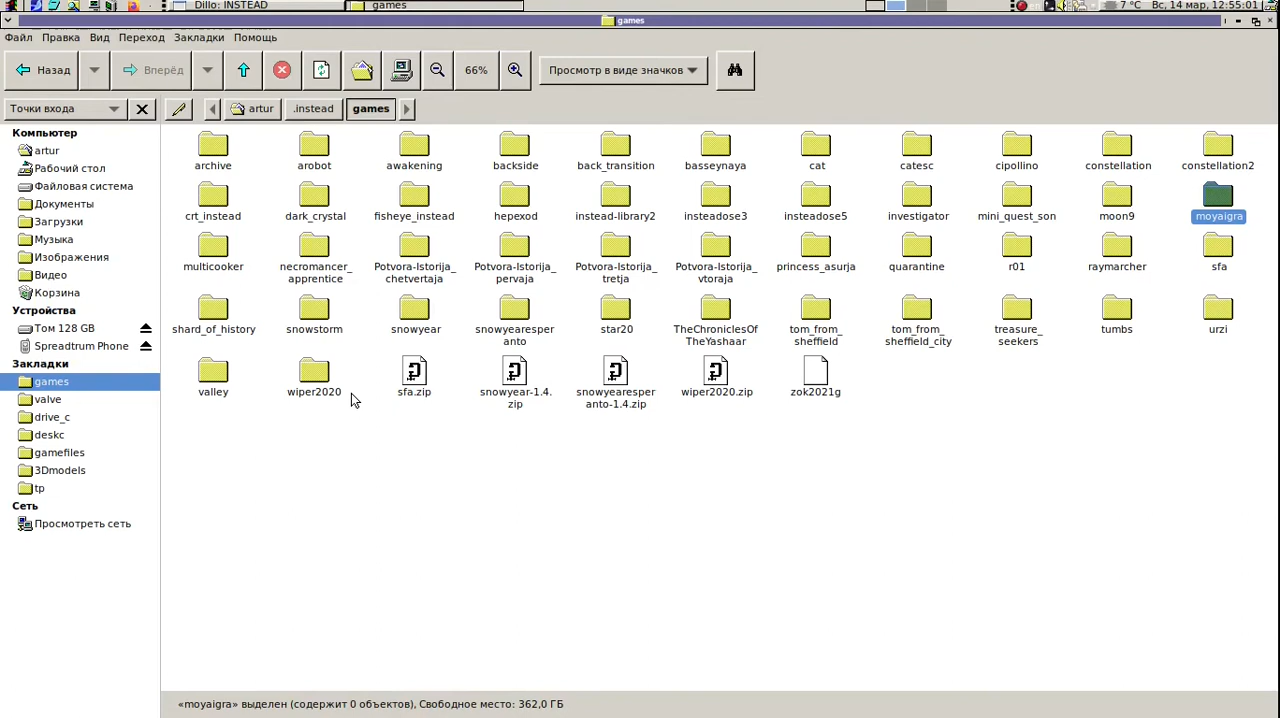 Dillo: INSTEAD
games
7 °C
Вс, 14 мар, 12:55:01
games
Файл Правка Вид Переход Закладки Помощь
Назад Вперёд 66% Просмотр в виде значков
Точки входа artur .instead games
Компьютер
artur
Рабочий стол
Файловая система
Документы
Загрузки
Музыка
Изображения
Видео
Корзина
Устройства
Том 128 GB
Spreadtrum Phone
Закладки
games
valve
drive_c
deskc
gamefiles
3Dmodels
tp
Сеть
Просмотреть сеть
archive arobot awakening backside back_transition basseynaya cat catesc cipollino constellation constellation2
crt_instead dark_crystal fisheye_instead hepexod instead-library2 insteadose3 insteadose5 investigator mini_quest_son moon9 moyaigra
multicooker necromancer_ Potvora-Istorija_ Potvora-Istorija_ Potvora-Istorija_ Potvora-Istorija_ princess_asurja quarantine r01 raymarcher sfa
apprentice chetvertaja pervaja tretja vtoraja
shard_of_history snowstorm snowyear snowyearesper star20 TheChroniclesOf tom_from_ tom_from_ treasure_ tumbs urzi
anto TheYashaar sheffield sheffield_city seekers
valley wiper2020 sfa.zip snowyear-1.4. snowyearesper wiper2020.zip zok2021g
zip anto-1.4.zip
«moyaigra» выделен (содержит 0 объектов), Свободное место: 362,0 ГБ